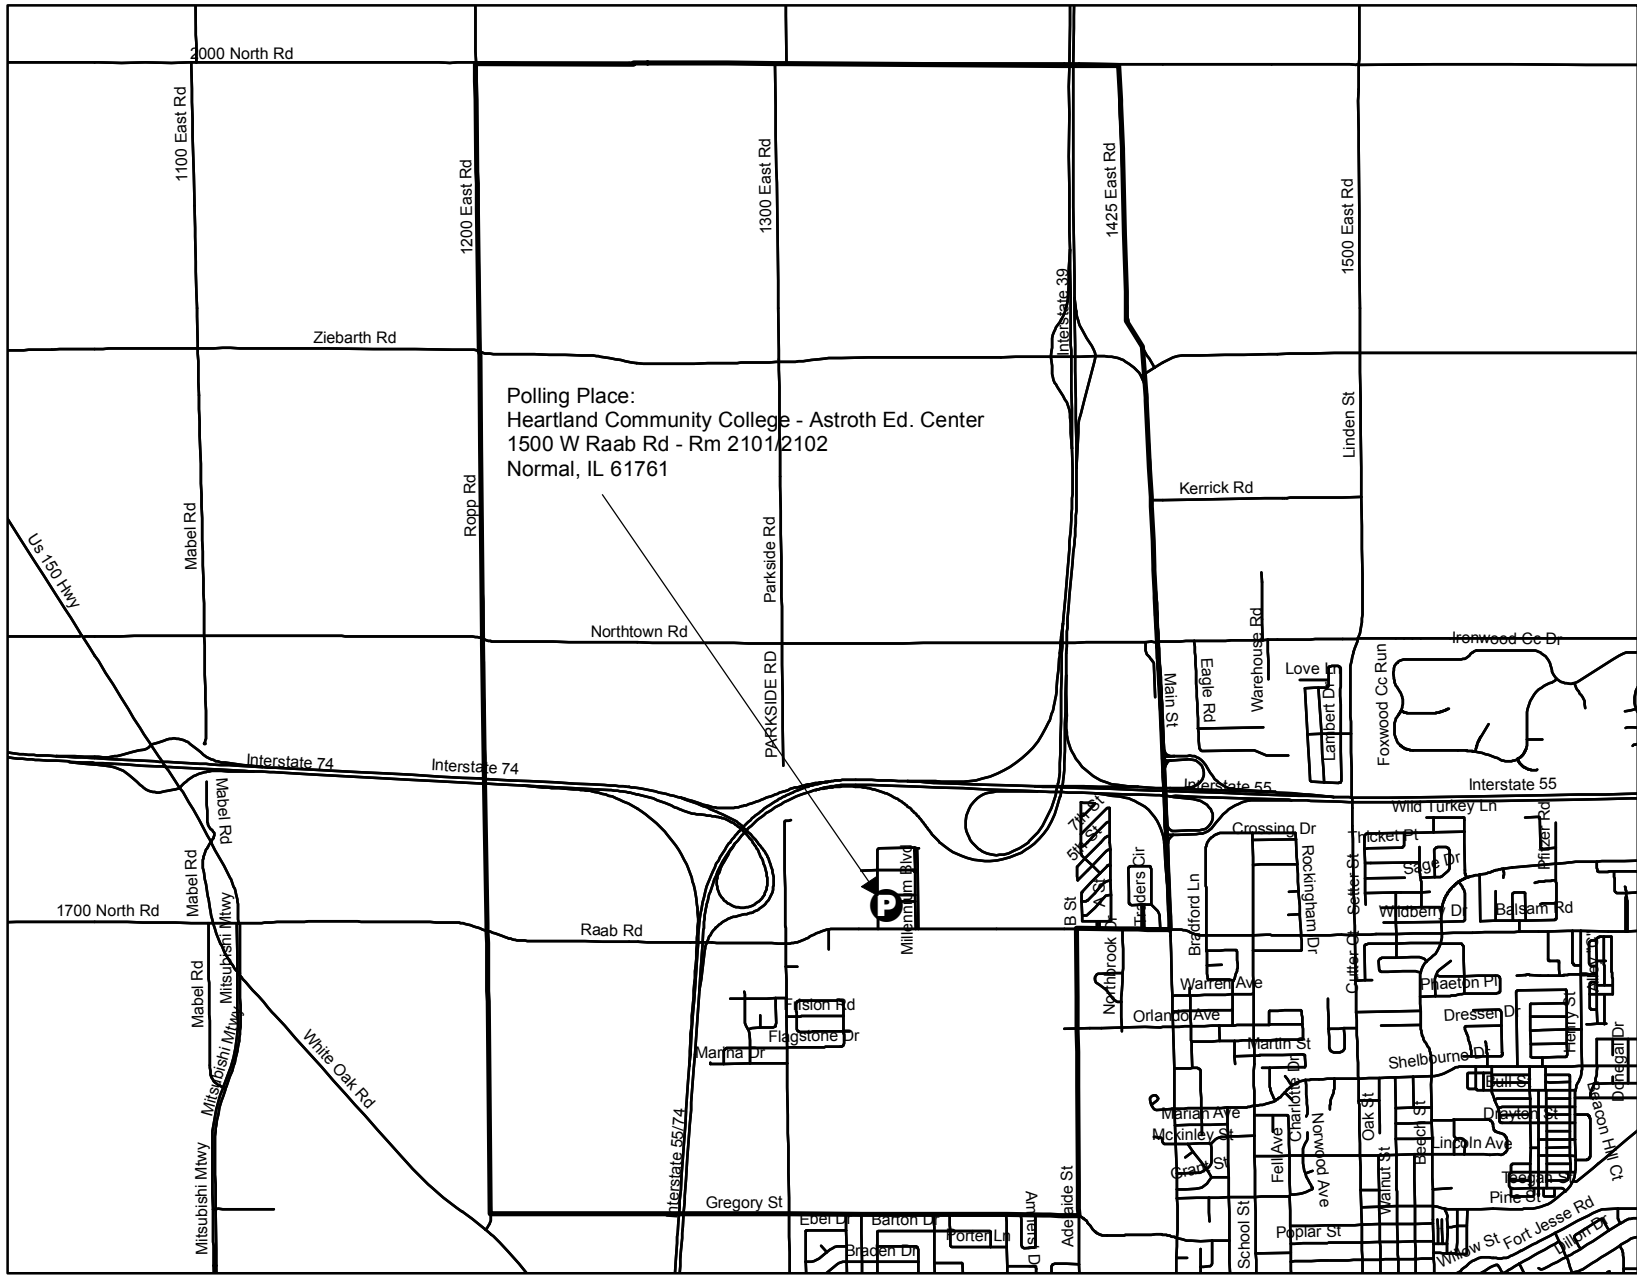 2000 North Rd
1100 East Rd
1200 East Rd
1300 East Rd
1425 East Rd
1500 East Rd
Interstate 39
Ziebarth Rd
Polling Place:
Heartland Community College - Astroth Ed. Center
1500 W Raab Rd - Rm 2101/2102
Normal, IL 61761
Linden St
Kerrick Rd
Ropp Rd
Mabel Rd
Parkside Rd
Us 150 Hwy
Northtown Rd
Ironwood Cc Dr
Warehouse Rd
Love Ln
Eagle Rd
Main St
Lambert Dr
Foxwood Cc Run
PARKSIDE RD
Interstate 74
Interstate 74
Interstate 55
Interstate 55
Mabel Rd
Wild Turkey Ln
7th St
5th St
A St
B St
Crossing Dr
Thicket Pt
Pfizer Rd
Sage Dr
Mabel Rd
Millennium Blvd
Traders Cir
Bradford Ln
Rockingham Dr
Setter St
Cutter Ct
P
1700 North Rd
Mitsubishi Mtwy
Wildberry Dr
Balsam Rd
Raab Rd
Northbrook Dr
Mabel Rd
Warren Ave
Phaeton Pl
Frision Rd
Orlando Ave
Dresser Dr
Henry St
Flagstone Dr
Marina Dr
Martin St
Shelbourne Dr
Donegal Dr
Mitsubishi Mtwy
White Oak Rd
Charlotte Dr
Bull St
Beacon Hill Ct
Marian Ave
Oak St
Drayton St
Mckinley St
Norwood Ave
Beech St
Lincoln Ave
Interstate 55/74
Fell Ave
Grant St
Walnut St
Teegan St
Mitsubishi Mtwy
Gregory St
Adelaide St
Pine St
Ebel Dr
Barton Dr
Porter Ln
School St
Poplar St
Fort Jesse Rd
Braden Dr
Willow St
Dillon Dr